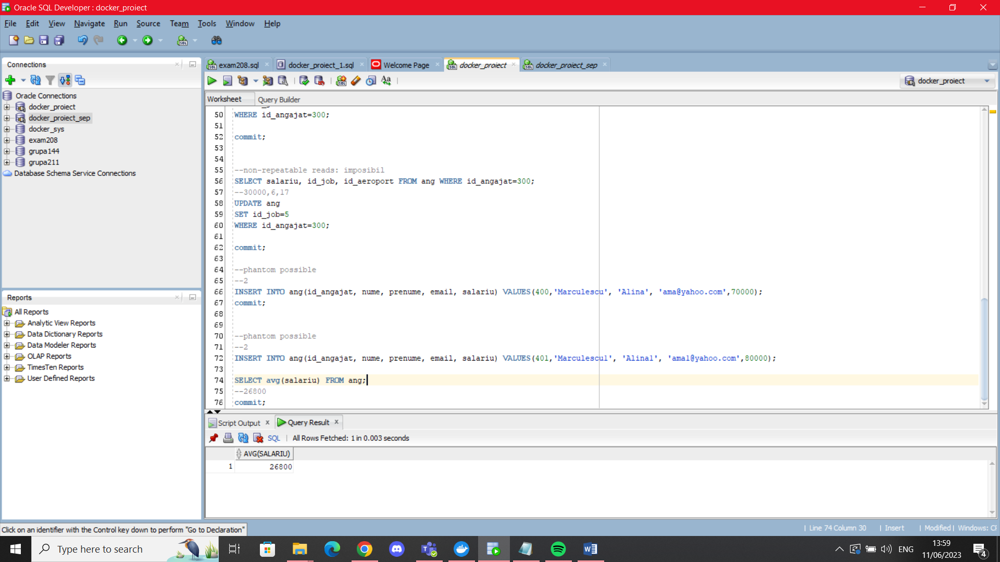 Oracle SQL Developer : docker_proiect
File Edit View Navigate Run Source Team Tools Window Help
Connections
Oracle Connections
docker_proiect
docker_proiect_sep
docker_sys
exam208
grupa144
grupa211
Database Schema Service Connections
Reports
All Reports
Analytic View Reports
Data Dictionary Reports
Data Modeler Reports
OLAP Reports
TimesTen Reports
User Defined Reports
exam208.sql docker_proiect_1.sql Welcome Page docker_proiect docker_proiect_sep
docker_proiect
Worksheet Query Builder
50 WHERE id_angajat=300;
51
52 commit;
53
54
55 --non-repeatable reads: imposibil
56 SELECT salariu, id_job, id_aeroport FROM ang WHERE id_angajat=300;
57 --30000,6,17
58 UPDATE ang
59 SET id_job=5
60 WHERE id_angajat=300;
61
62 commit;
63
64 --phantom possible
65 --2
66 INSERT INTO ang(id_angajat, nume, prenume, email, salariu) VALUES(400,'Marculescu', 'Alina', 'ama@yahoo.com',70000);
67 commit;
68
69
70 --phantom possible
71 --2
72 INSERT INTO ang(id_angajat, nume, prenume, email, salariu) VALUES(401,'Marculescu1', 'Alina1', 'ama1@yahoo.com',80000);
73
74 SELECT avg(salariu) FROM ang;
75 --26800
76 commit;
Script Output Query Result
SQL All Rows Fetched: 1 in 0.003 seconds
AVG(SALARIU)
1 26800
Click on an identifier with the Control key down to perform "Go to Declaration"
Line 74 Column 30 Insert Modified Windows: CF
Type here to search
ENG
13:59
11/06/2023
4